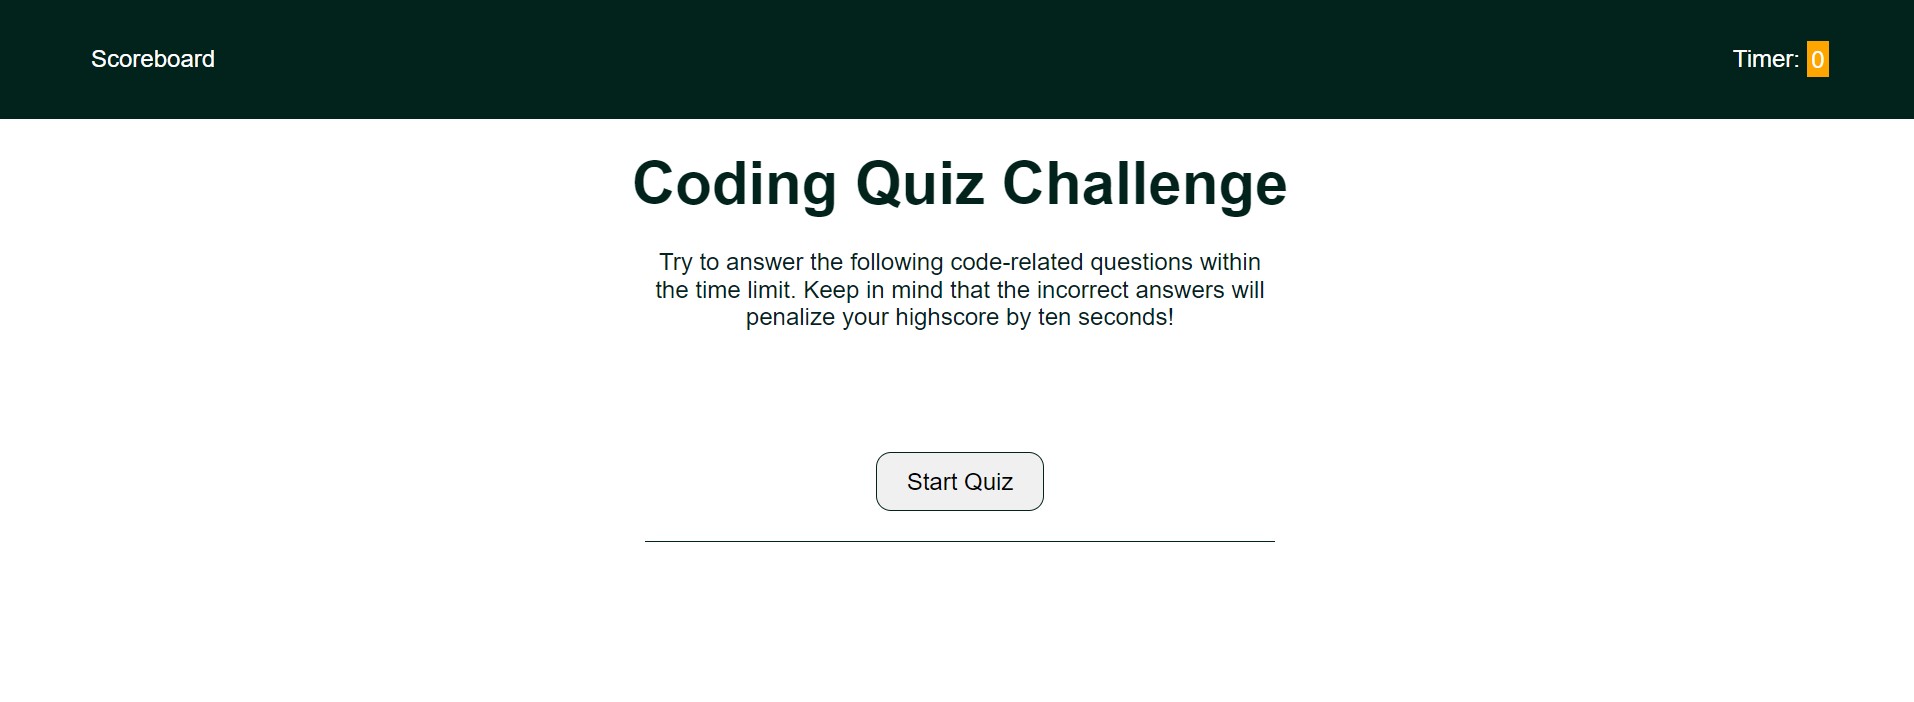 Scoreboard
Timer: 0
Coding Quiz Challenge
Try to answer the following code-related questions within
the time limit. Keep in mind that the incorrect answers will
penalize your highscore by ten seconds!
Start Quiz